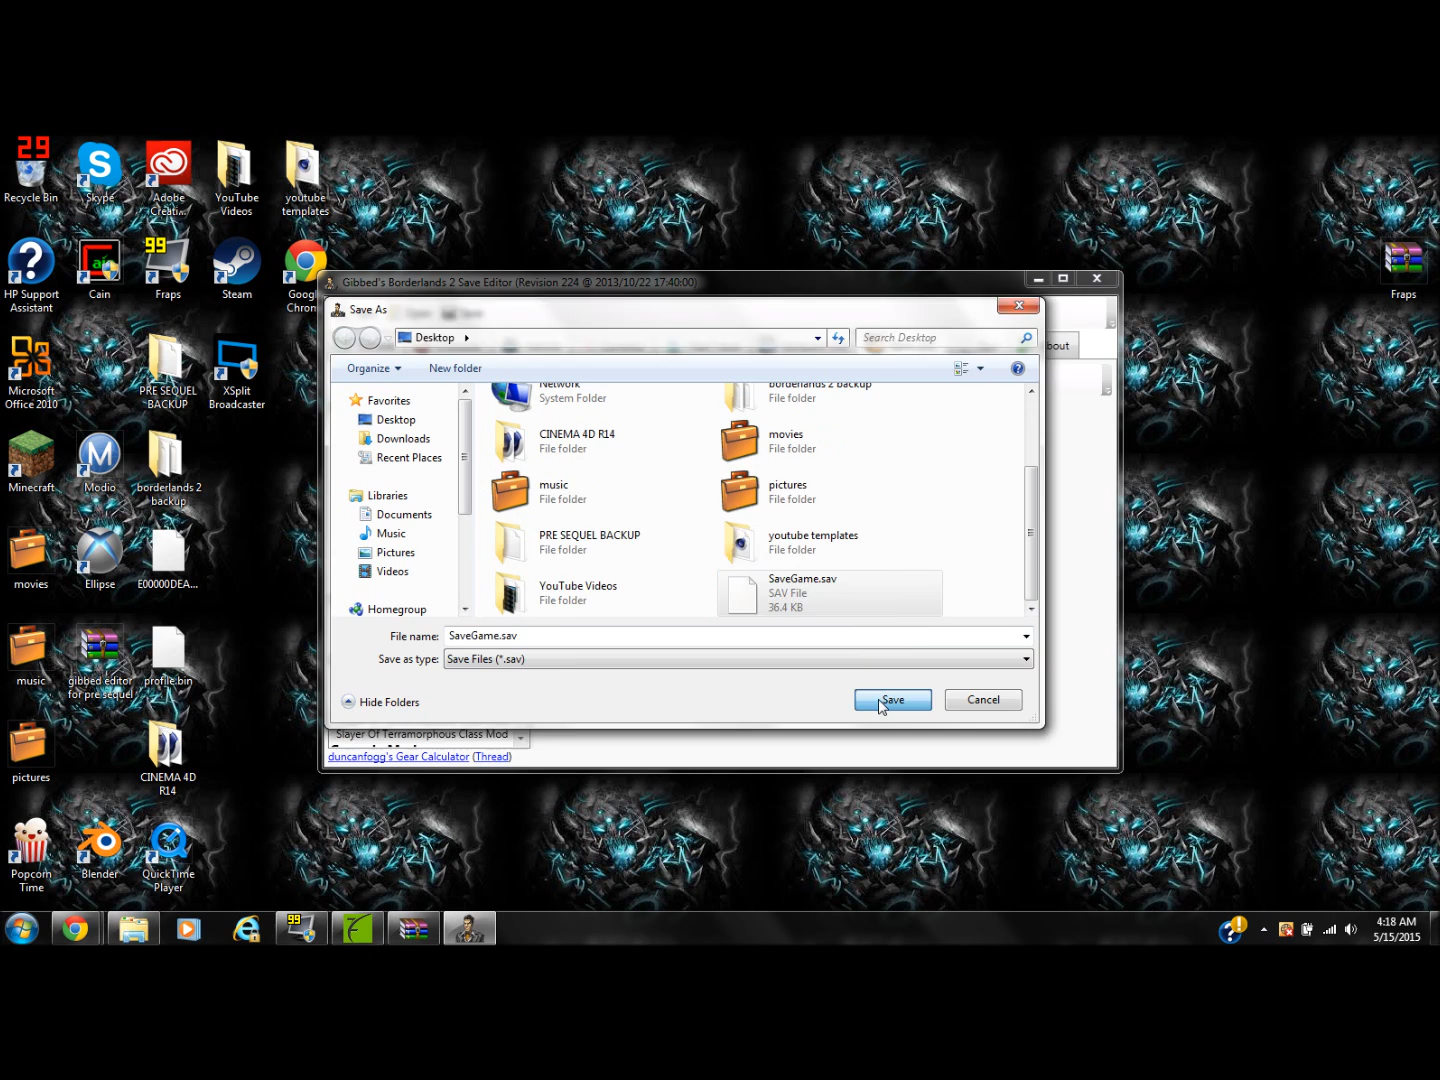 29
Recycle Bin
Skype
Adobe
Creati...
YouTube
Videos
youtube
templates
HP Support
Assistant
Cain
99
Fraps
Steam
Googl
Chrom
Fraps
Microsoft
Office 2010
PRE SEQUEL
BACKUP
XSplit
Broadcaster
Minecraft
Modio
borderlands 2
backup
movies
Ellipse
E00000DEA...
music
gibbed editor
for pre sequel
profile.bin
pictures
CINEMA 4D
R14
Popcorn
Time
Blender
QuickTime
Player
Gibbed's Borderlands 2 Save Editor (Revision 224 @ 2013/10/22 17:40:00)
Save As
Desktop
Search Desktop
bout
Organize
New folder
Favorites
Desktop
Downloads
Recent Places
Libraries
Documents
Music
Pictures
Videos
Homegroup
Network
System Folder
borderlands 2 backup
File folder
CINEMA 4D R14
File folder
movies
File folder
music
File folder
pictures
File folder
PRE SEQUEL BACKUP
File folder
youtube templates
File folder
YouTube Videos
File folder
SaveGame.sav
SAV File
36.4 KB
File name: SaveGame.sav
Save as type: Save Files (*.sav)
Hide Folders
Save
Cancel
Slayer Of Terramorphous Class Mod
duncanfogg's Gear Calculator (Thread)
99
4:18 AM
5/15/2015